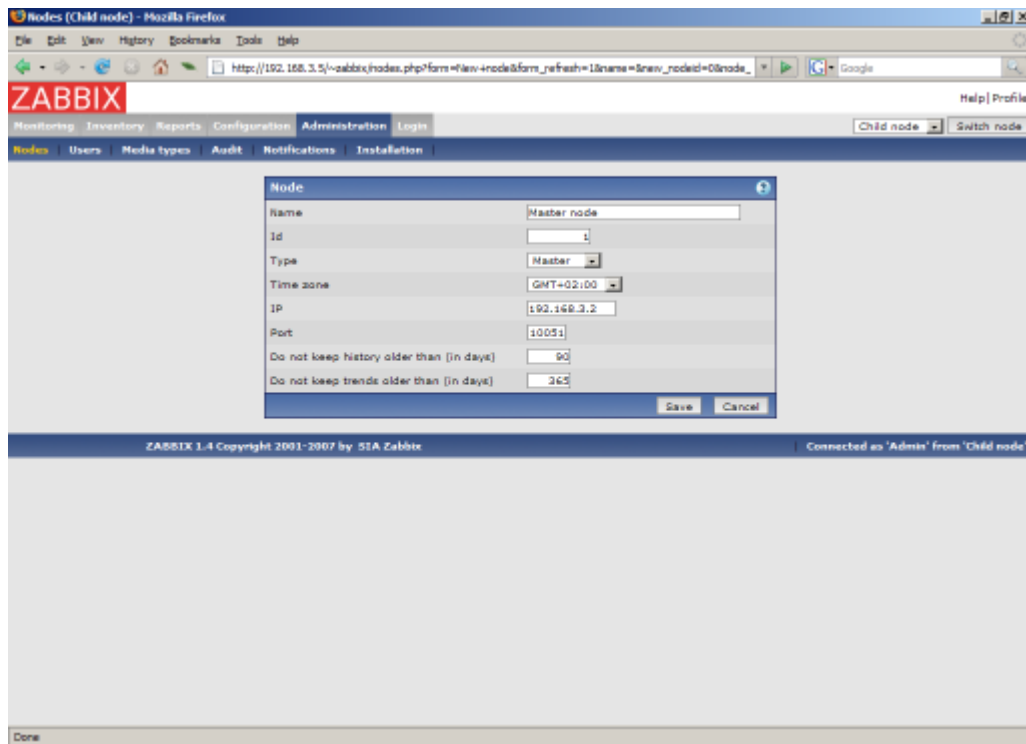 Nodes (Child node) - Mozilla Firefox
File Edit View History Bookmarks Tools Help
http://192.168.3.5/~zabbix/nodes.php?form=New+node&form_refresh=1&name=&new_nodeid=0&node_
Google
ZABBIX
Help | Profile
Monitoring Inventory Reports Configuration Administration Login
Child node Switch node
Nodes | Users | Media types | Audit | Notifications | Installation |
Node
Name Master node
Id 1
Type Master
Time zone GMT+02:00
IP 192.168.3.2
Port 10051
Do not keep history older than (in days) 90
Do not keep trends older than (in days) 365
Save Cancel
ZABBIX 1.4 Copyright 2001-2007 by SIA Zabbix
Connected as 'Admin' from 'Child node'
Done